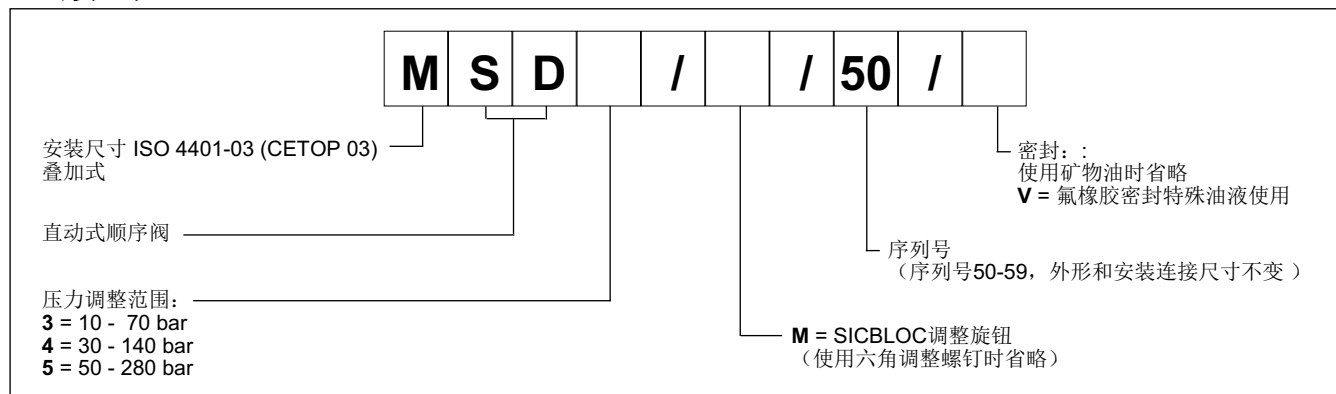 M S D / / 50 /
安装尺寸 ISO 4401-03 (CETOP 03)
叠加式
直动式顺序阀
压力调整范围：
3 = 10 - 70 bar
4 = 30 - 140 bar
5 = 50 - 280 bar
密封：:
使用矿物油时省略
V = 氟橡胶密封特殊油液使用
序列号
（序列号50-59，外形和安装连接尺寸不变 ）
M = SICBLOC调整旋钮
（使用六角调整螺钉时省略）